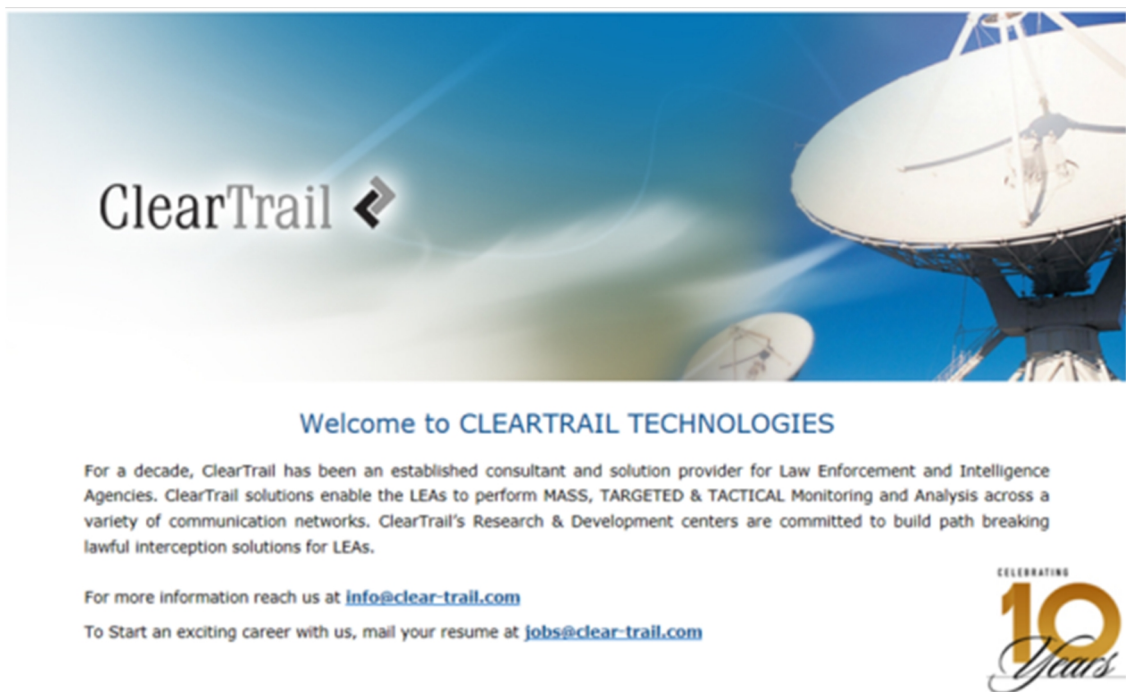 ClearTrail
Welcome to CLEARTRAIL TECHNOLOGIES
For a decade, ClearTrail has been an established consultant and solution provider for Law Enforcement and Intelligence
Agencies. ClearTrail solutions enable the LEAs to perform MASS, TARGETED & TACTICAL Monitoring and Analysis across a
variety of communication networks. ClearTrail's Research & Development centers are committed to build path breaking
lawful interception solutions for LEAs.
For more information reach us at info@clear-trail.com
To Start an exciting career with us, mail your resume at jobs@clear-trail.com
CELEBRATING
10
Years